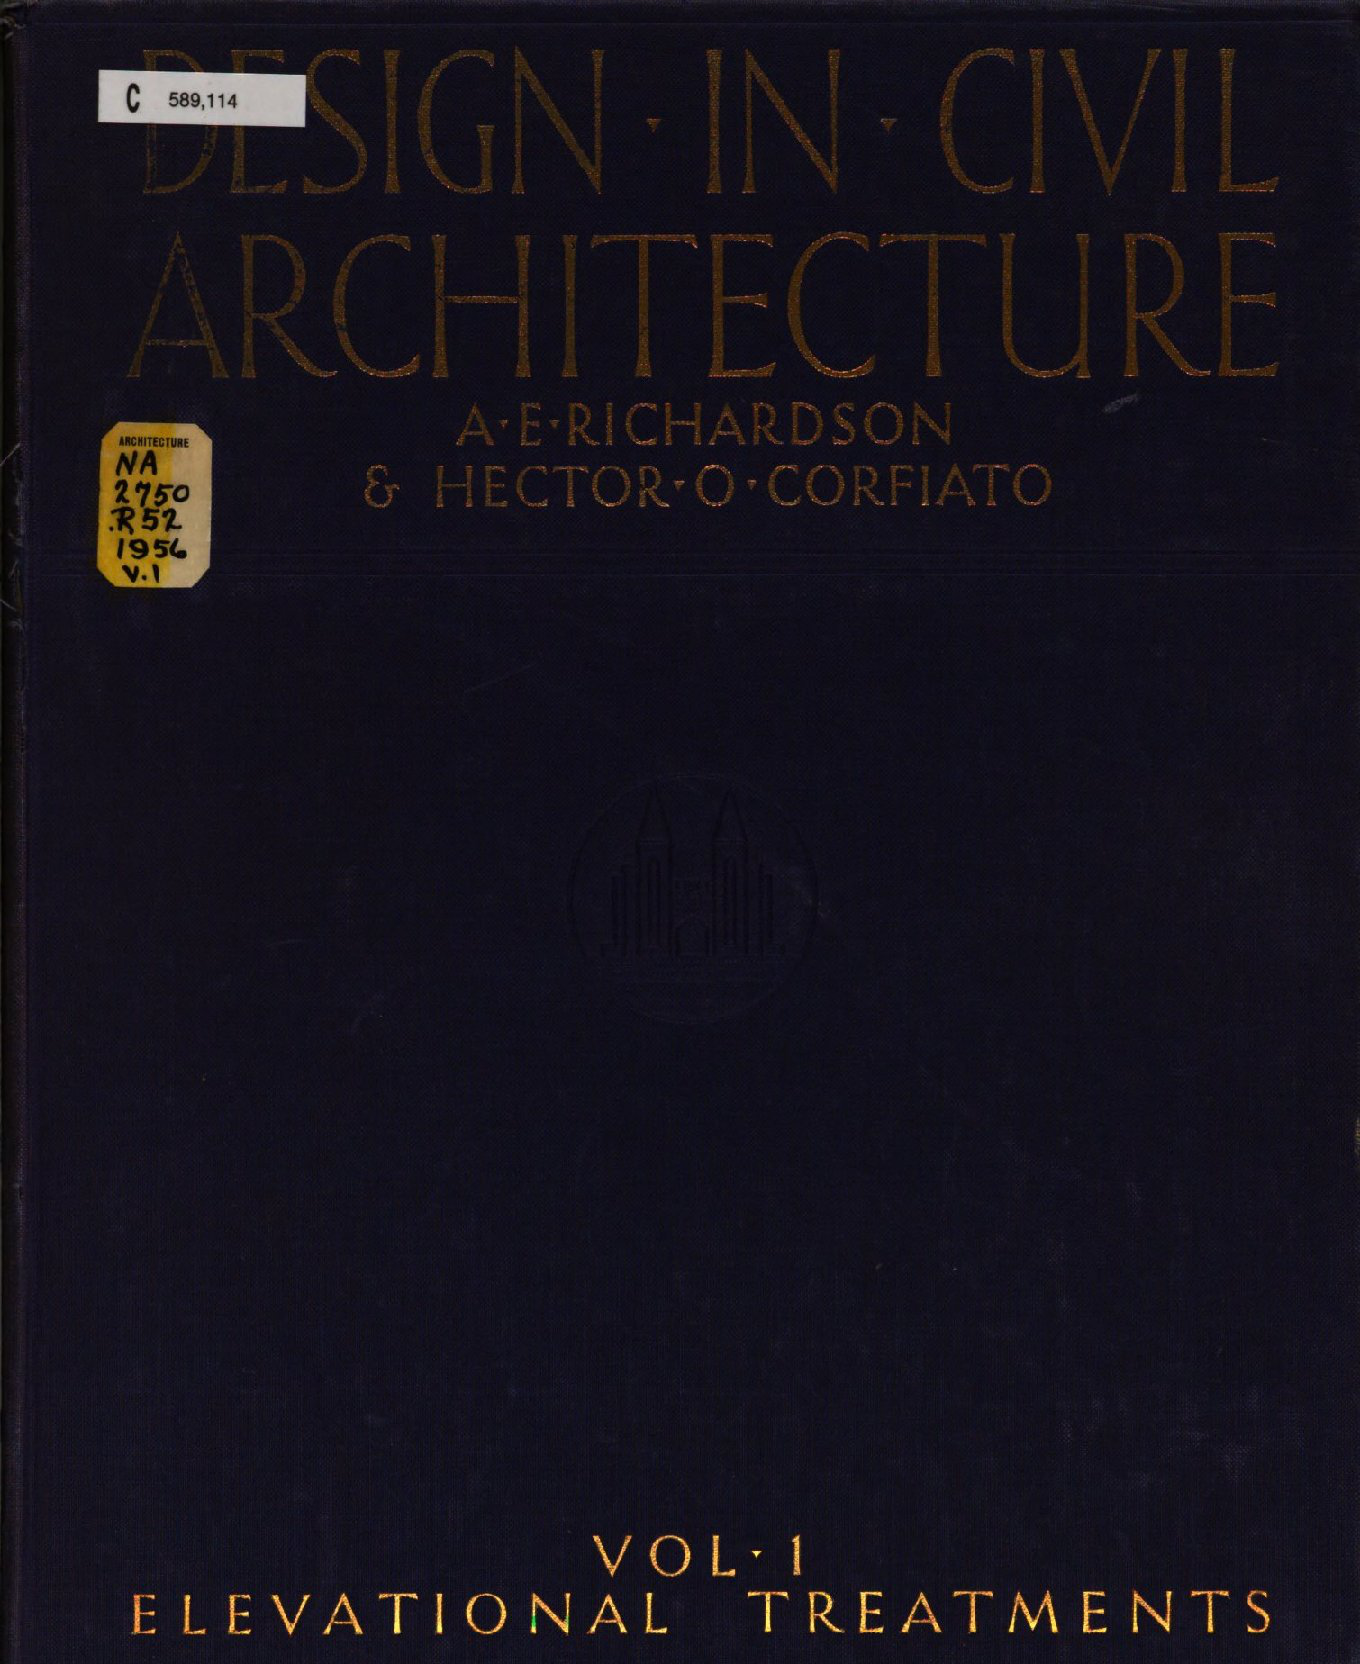 C 589,114
DESIGN · IN · CIVIL
ARCHITECTURE
A·E·RICHARDSON
& HECTOR·O·CORFIATO
ARCHITECTURE
NA
2750
.R52
1956
V.1
VOL·1
ELEVATIONAL TREATMENTS